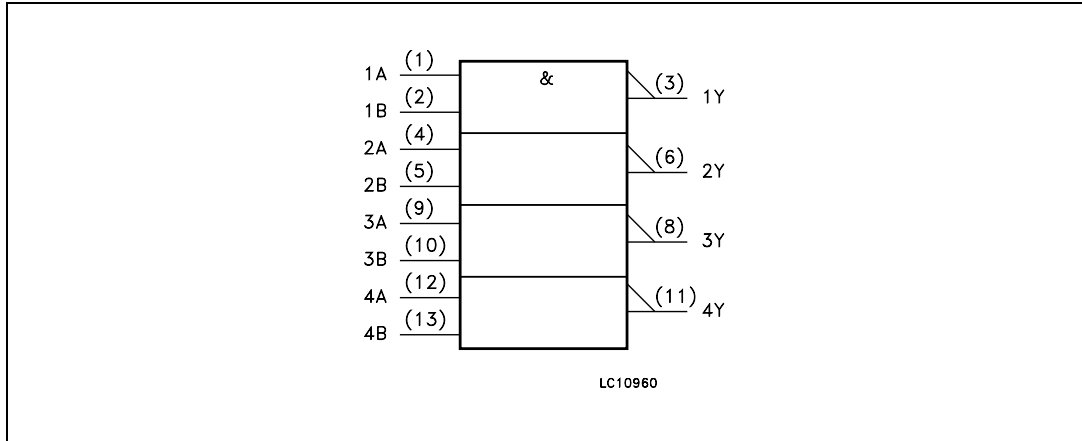 1A (1)
1B (2)
2A (4)
2B (5)
3A (9)
3B (10)
4A (12)
4B (13)
&
(3) 1Y
(6) 2Y
(8) 3Y
(11) 4Y
LC10960